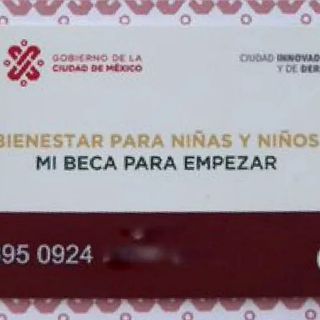 GOBIERNO DE LA
CIUDAD DE MÉXICO
CIUDAD INNOVAD
Y DE DER
BIENESTAR PARA NIÑAS Y NIÑOS
MI BECA PARA EMPEZAR
395 0924